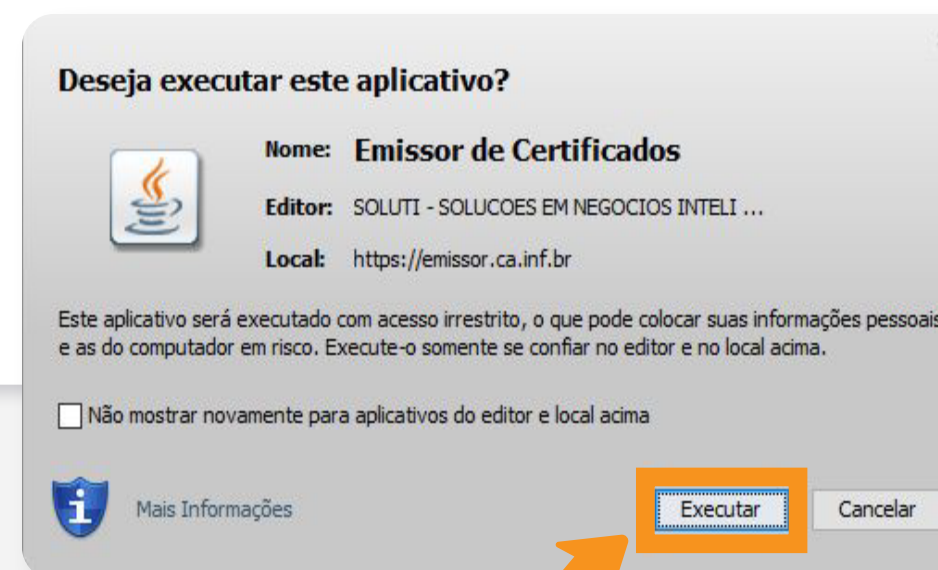 Deseja executar este aplicativo?
Nome: Emissor de Certificados
Editor: SOLUTI - SOLUCOES EM NEGOCIOS INTELI ...
Local: https://emissor.ca.inf.br
Este aplicativo será executado com acesso irrestrito, o que pode colocar suas informações pessoais
e as do computador em risco. Execute-o somente se confiar no editor e no local acima.
Não mostrar novamente para aplicativos do editor e local acima
Mais Informações
Executar
Cancelar